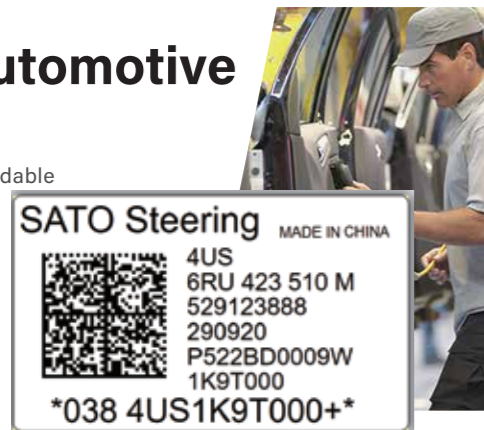 utomotive
dable
SATO Steering MADE IN CHINA
4US
6RU 423 510 M
529123888
290920
P522BD0009W
1K9T000
*038 4US1K9T000+*